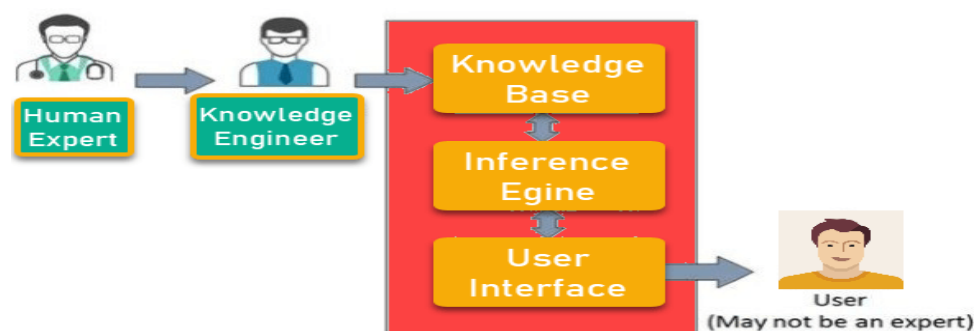 Human
Expert
Knowledge
Engineer
Knowledge
Base
Inference
Egine
User
Interface
User
(May not be an expert)